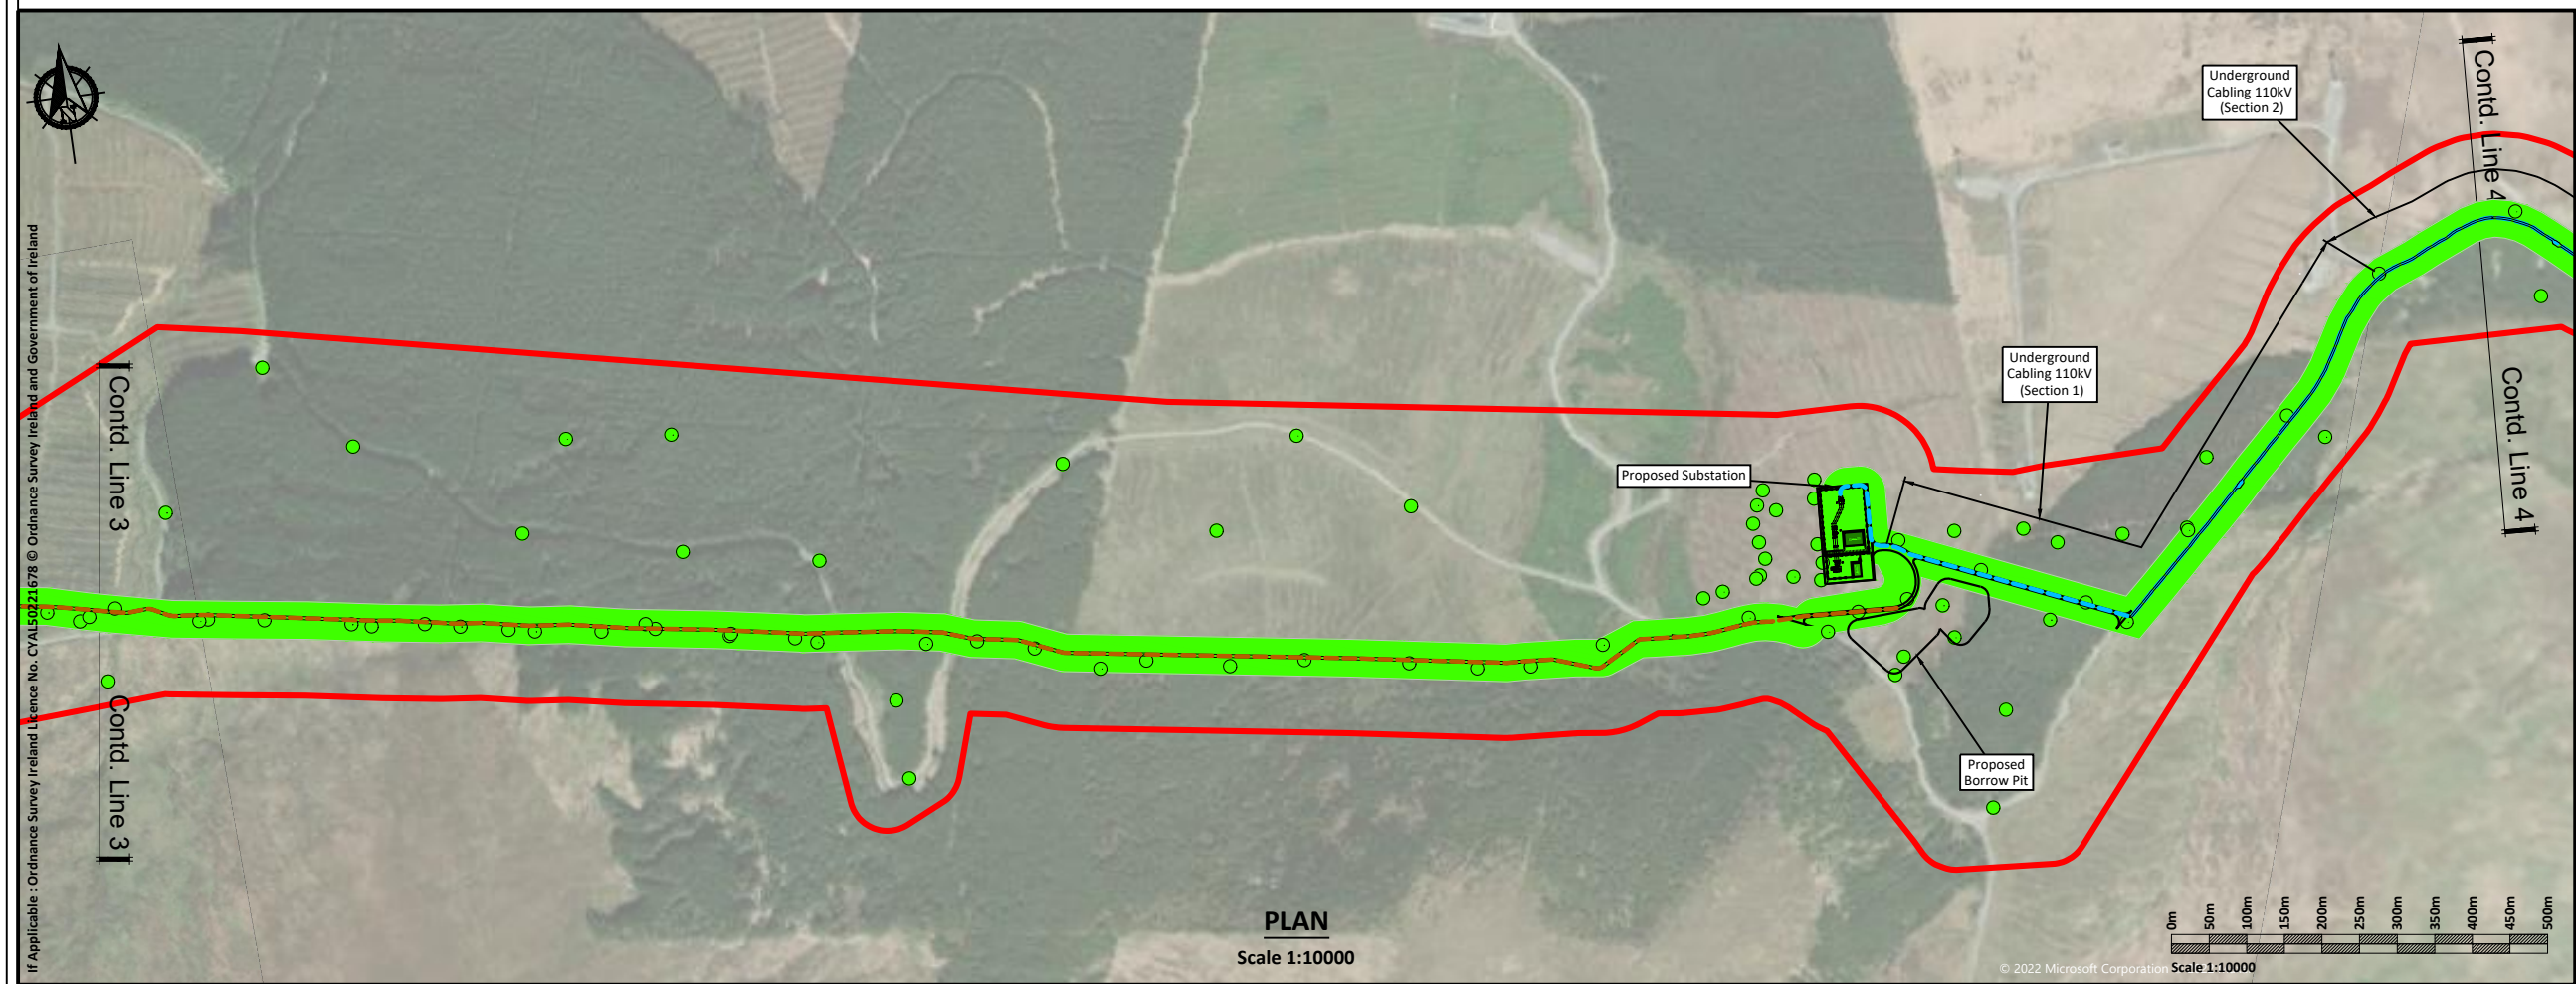 Underground
Cabling 110kV
(Section 2)
Contd. Line 4
Underground
Cabling 110kV
(Section 1)
Contd. Line 3
Contd. Line 4
Proposed Substation
Contd. Line 3
Proposed
Borrow Pit
If Applicable : Ordnance Survey Ireland Licence No. CYAL50221678 © Ordnance Survey Ireland and Government of Ireland
PLAN
Scale 1:10000
0m
50m
100m
150m
200m
250m
300m
350m
400m
450m
500m
© 2022 Microsoft Corporation
Scale 1:10000